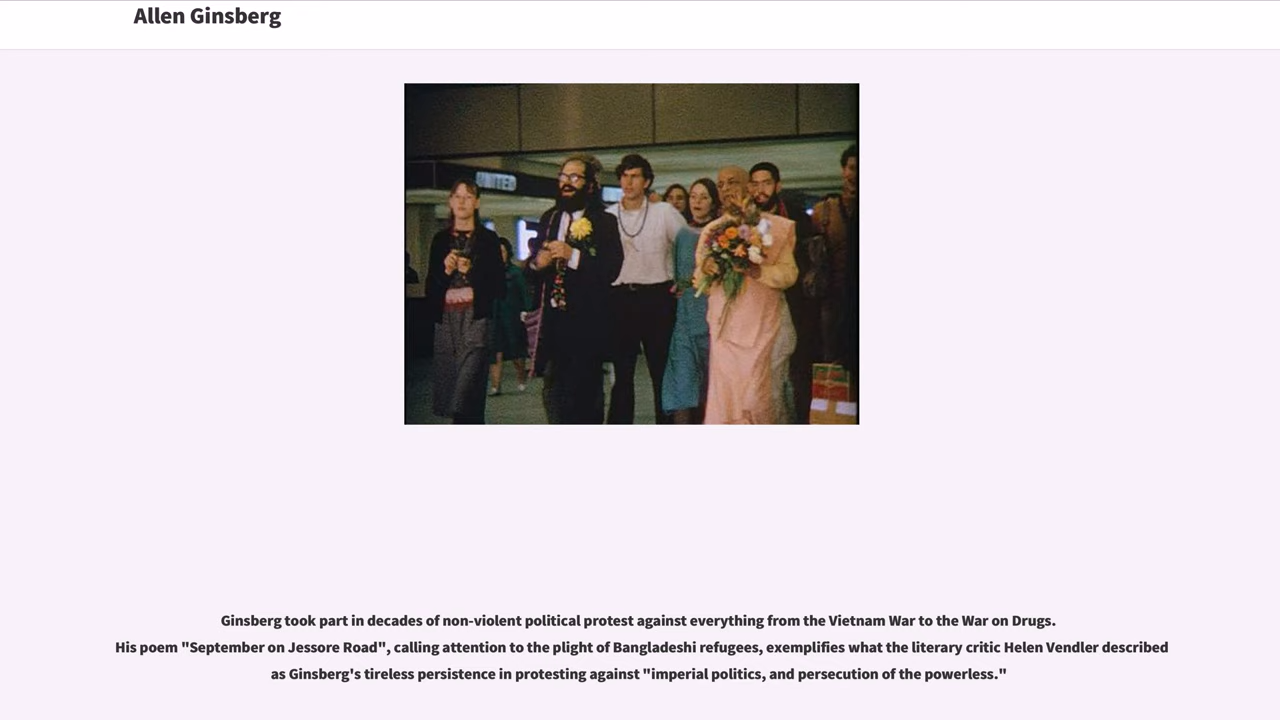 Allen Ginsberg
UNITED
Ginsberg took part in decades of non-violent political protest against everything from the Vietnam War to the War on Drugs.
His poem "September on Jessore Road", calling attention to the plight of Bangladeshi refugees, exemplifies what the literary critic Helen Vendler described
as Ginsberg's tireless persistence in protesting against "imperial politics, and persecution of the powerless."